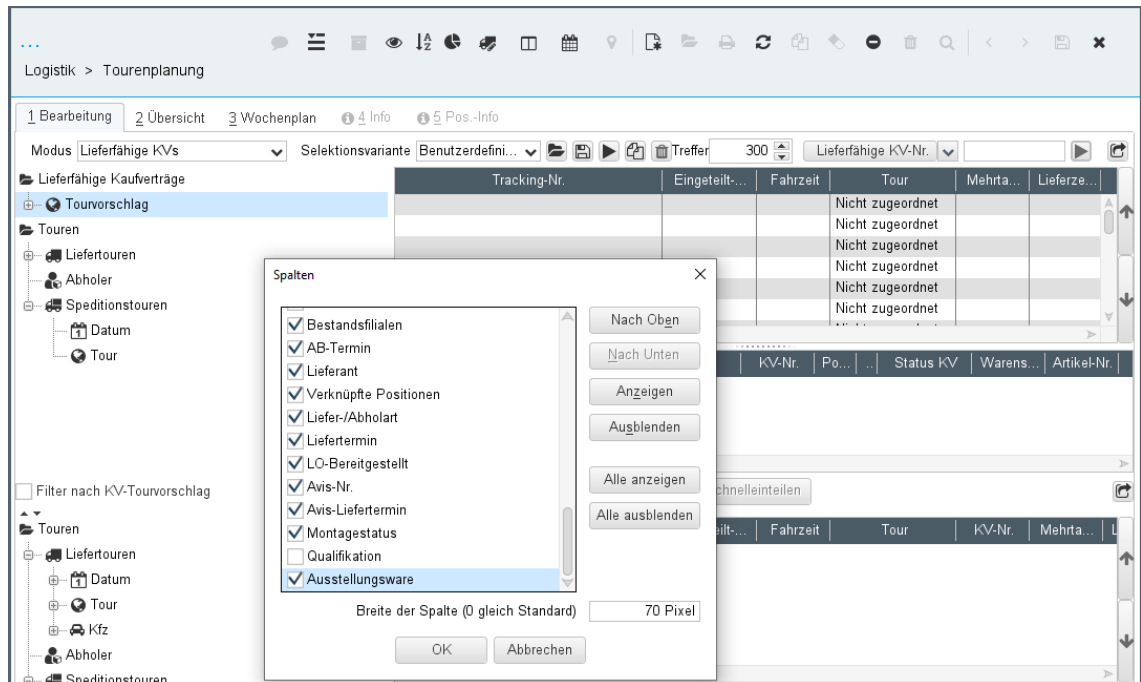 ...
Logistik > Tourenplanung
1 Bearbeitung 2 Übersicht 3 Wochenplan 4 Info 5 Pos.-Info
Modus Lieferfähige KVs Selektionsvariante Benutzerdefini... Treffer 300 Lieferfähige KV-Nr.
Lieferfähige Kaufverträge
Tourvorschlag
Touren
Liefertouren
Abholer
Speditionstouren
Datum
Tour
Tracking-Nr. Eingeteilt-... Fahrzeit Tour Mehrta... Lieferze...
Nicht zugeordnet
Nicht zugeordnet
Nicht zugeordnet
Nicht zugeordnet
Nicht zugeordnet
Nicht zugeordnet
KV-Nr. Po... .. Status KV Warens... Artikel-Nr.
Spalten
Bestandsfilialen
AB-Termin
Lieferant
Verknüpfte Positionen
Liefer-/Abholart
Liefertermin
LO-Bereitgestellt
Avis-Nr.
Avis-Liefertermin
Montagestatus
Qualifikation
Ausstellungsware
Nach Oben
Nach Unten
Anzeigen
Ausblenden
Alle anzeigen
Alle ausblenden
Breite der Spalte (0 gleich Standard) 70 Pixel
OK Abbrechen
Filter nach KV-Tourvorschlag
chnelleinteilen
Touren
Liefertouren
Datum
Tour
Kfz
Abholer
Speditionstouren
eilt-... Fahrzeit Tour KV-Nr. Mehrta... L